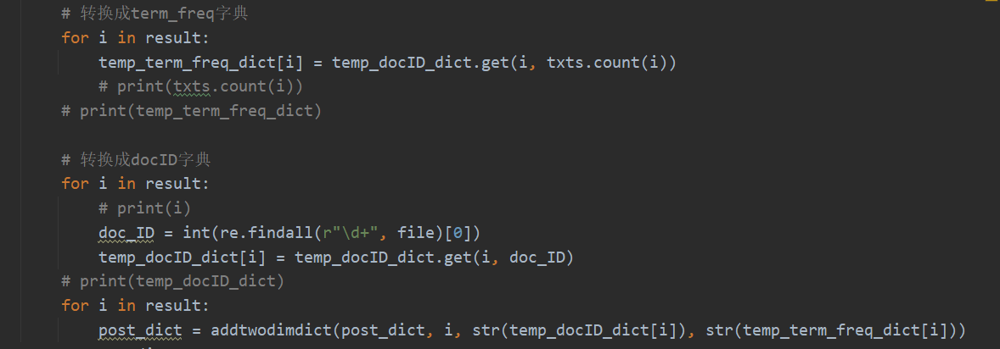 # 转换成term_freq字典
for i in result:
temp_term_freq_dict[i] = temp_docID_dict.get(i, txts.count(i))
# print(txts.count(i))
# print(temp_term_freq_dict)
# 转换成docID字典
for i in result:
# print(i)
doc_ID = int(re.findall(r"\d+", file)[0])
temp_docID_dict[i] = temp_docID_dict.get(i, doc_ID)
# print(temp_docID_dict)
for i in result:
post_dict = addtwodimdict(post_dict, i, str(temp_docID_dict[i]), str(temp_term_freq_dict[i]))